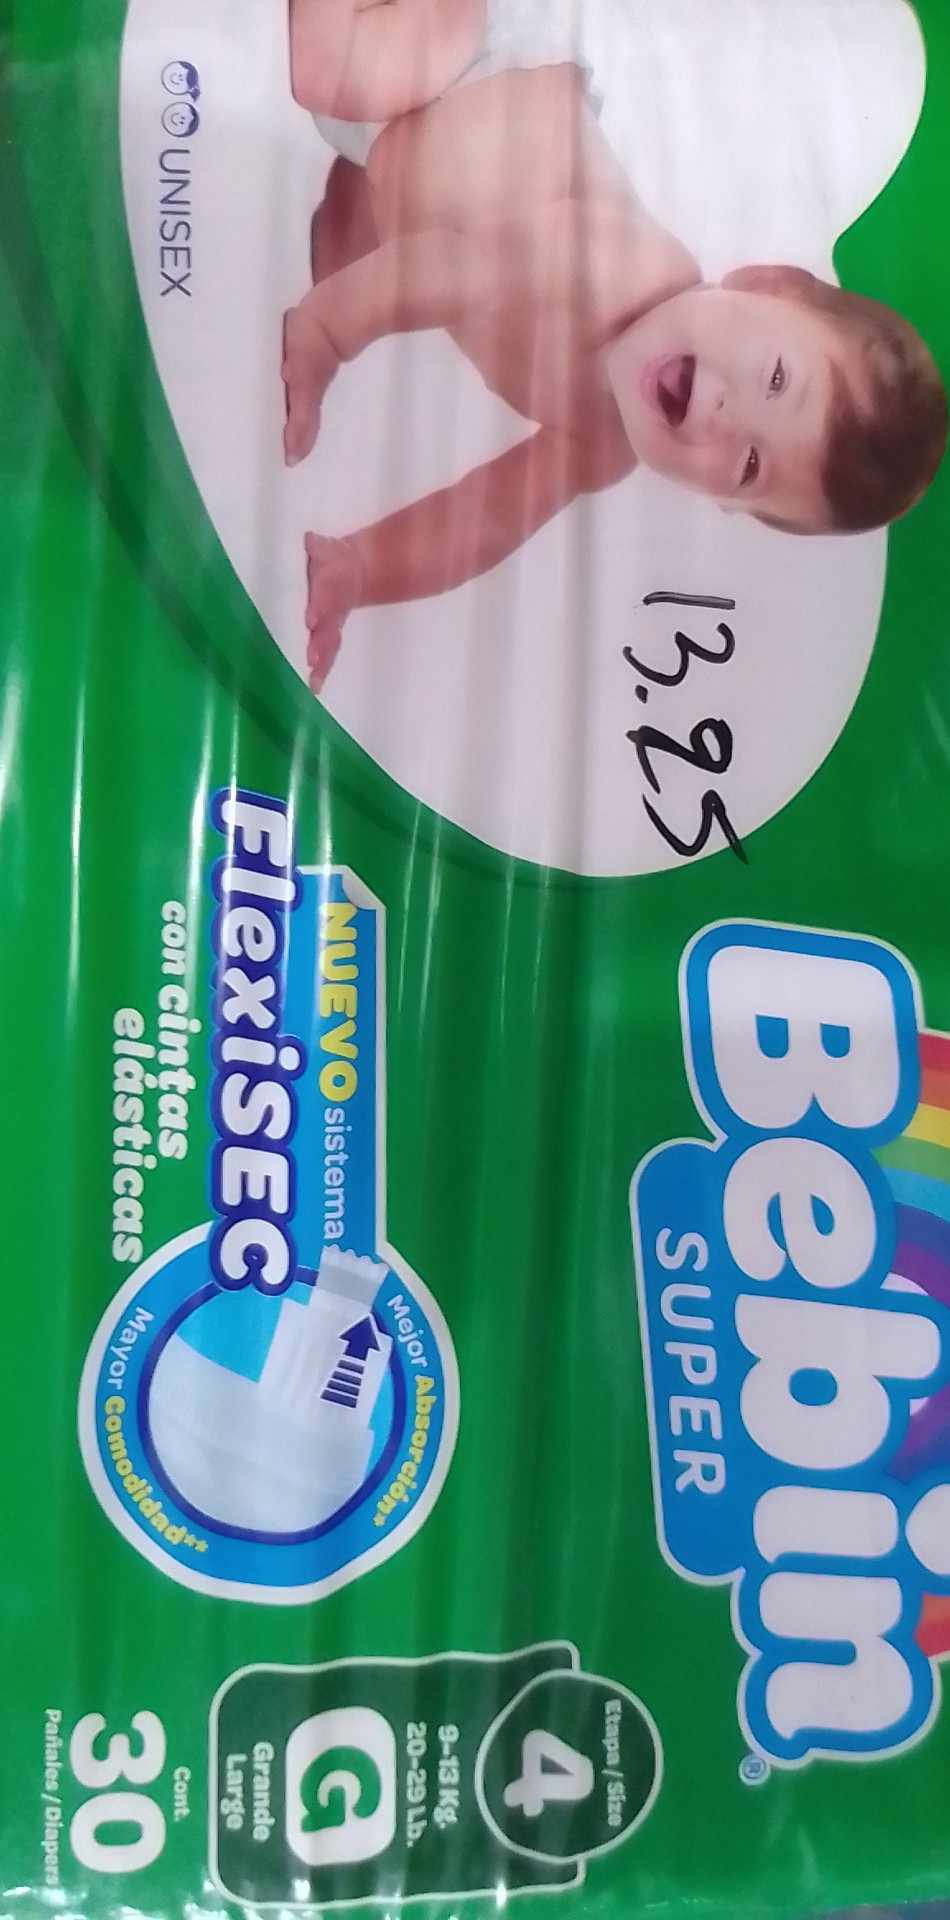 UNISEX
13.95
Bebin
®
SUPER
NUEVO sistema
FlexiSEC
con cintas
elásticas
Mejor Absorción*
Mayor Comodidad**
Etapa / Size
4
9-13 Kg.
20-29 Lb.
G
Grande
Large
Cont.
30
Pañales / Diapers